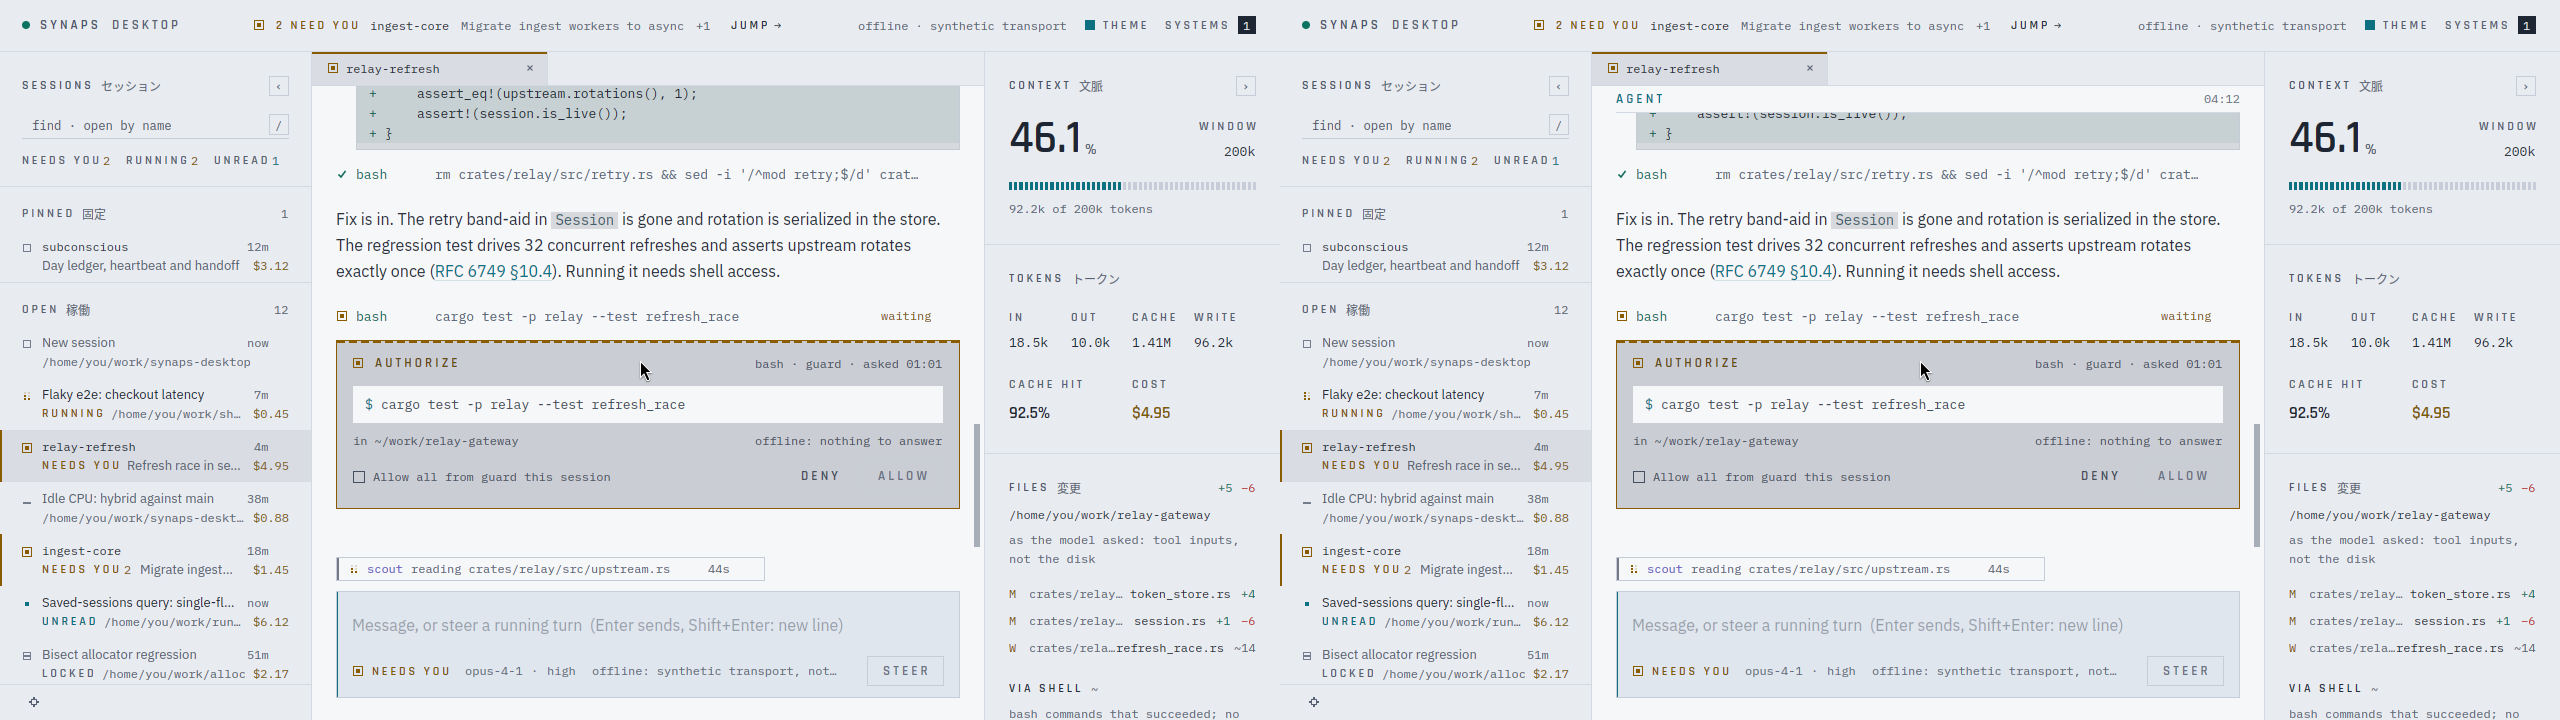 SYNAPS DESKTOP
2 NEED YOU ingest-core Migrate ingest workers to async +1 JUMP →
offline · synthetic transport THEME SYSTEMS 1
SESSIONS セッション ‹
find · open by name /
NEEDS YOU 2 RUNNING 2 UNREAD 1
PINNED 固定 1
subconscious 12m
Day ledger, heartbeat and handoff $3.12
OPEN 稼働 12
New session now
/home/you/work/synaps-desktop
Flaky e2e: checkout latency 7m
RUNNING /home/you/work/sh… $0.45
relay-refresh 4m
NEEDS YOU Refresh race in se… $4.95
Idle CPU: hybrid against main 38m
/home/you/work/synaps-deskt… $0.88
ingest-core 18m
NEEDS YOU 2 Migrate ingest… $1.45
Saved-sessions query: single-fl… now
UNREAD /home/you/work/run… $6.12
Bisect allocator regression 51m
LOCKED /home/you/work/alloc $2.17
relay-refresh ×
+ assert_eq!(upstream.rotations(), 1);
+ assert!(session.is_live());
+ }
✓ bash rm crates/relay/src/retry.rs && sed -i '/^mod retry;$/d' crat…
Fix is in. The retry band-aid in Session is gone and rotation is serialized in the store.
The regression test drives 32 concurrent refreshes and asserts upstream rotates
exactly once (RFC 6749 §10.4). Running it needs shell access.
bash cargo test -p relay --test refresh_race waiting
AUTHORIZE bash · guard · asked 01:01
$ cargo test -p relay --test refresh_race
in ~/work/relay-gateway offline: nothing to answer
Allow all from guard this session DENY ALLOW
scout reading crates/relay/src/upstream.rs 44s
Message, or steer a running turn (Enter sends, Shift+Enter: new line)
NEEDS YOU opus-4-1 · high offline: synthetic transport, not… STEER
CONTEXT 文脈 ›
46.1% WINDOW
200k
92.2k of 200k tokens
TOKENS トークン
IN OUT CACHE WRITE
18.5k 10.0k 1.41M 96.2k
CACHE HIT COST
92.5% $4.95
FILES 変更 +5 −6
/home/you/work/relay-gateway
as the model asked: tool inputs,
not the disk
M crates/relay… token_store.rs +4
M crates/relay… session.rs +1 −6
W crates/rela…refresh_race.rs ~14
VIA SHELL ~
bash commands that succeeded; no
SYNAPS DESKTOP
2 NEED YOU ingest-core Migrate ingest workers to async +1 JUMP →
offline · synthetic transport THEME SYSTEMS 1
SESSIONS セッション ‹
find · open by name /
NEEDS YOU 2 RUNNING 2 UNREAD 1
PINNED 固定 1
subconscious 12m
Day ledger, heartbeat and handoff $3.12
OPEN 稼働 12
New session now
/home/you/work/synaps-desktop
Flaky e2e: checkout latency 7m
RUNNING /home/you/work/sh… $0.45
relay-refresh 4m
NEEDS YOU Refresh race in se… $4.95
Idle CPU: hybrid against main 38m
/home/you/work/synaps-deskt… $0.88
ingest-core 18m
NEEDS YOU 2 Migrate ingest… $1.45
Saved-sessions query: single-fl… now
UNREAD /home/you/work/run… $6.12
Bisect allocator regression 51m
LOCKED /home/you/work/alloc $2.17
relay-refresh ×
AGENT 04:12
+ assert!(session.is_live());
+ }
✓ bash rm crates/relay/src/retry.rs && sed -i '/^mod retry;$/d' crat…
Fix is in. The retry band-aid in Session is gone and rotation is serialized in the store.
The regression test drives 32 concurrent refreshes and asserts upstream rotates
exactly once (RFC 6749 §10.4). Running it needs shell access.
bash cargo test -p relay --test refresh_race waiting
AUTHORIZE bash · guard · asked 01:01
$ cargo test -p relay --test refresh_race
in ~/work/relay-gateway offline: nothing to answer
Allow all from guard this session DENY ALLOW
scout reading crates/relay/src/upstream.rs 44s
Message, or steer a running turn (Enter sends, Shift+Enter: new line)
NEEDS YOU opus-4-1 · high offline: synthetic transport, not… STEER
CONTEXT 文脈 ›
46.1% WINDOW
200k
92.2k of 200k tokens
TOKENS トークン
IN OUT CACHE WRITE
18.5k 10.0k 1.41M 96.2k
CACHE HIT COST
92.5% $4.95
FILES 変更 +5 −6
/home/you/work/relay-gateway
as the model asked: tool inputs,
not the disk
M crates/relay… token_store.rs +4
M crates/relay… session.rs +1 −6
W crates/rela…refresh_race.rs ~14
VIA SHELL ~
bash commands that succeeded; no